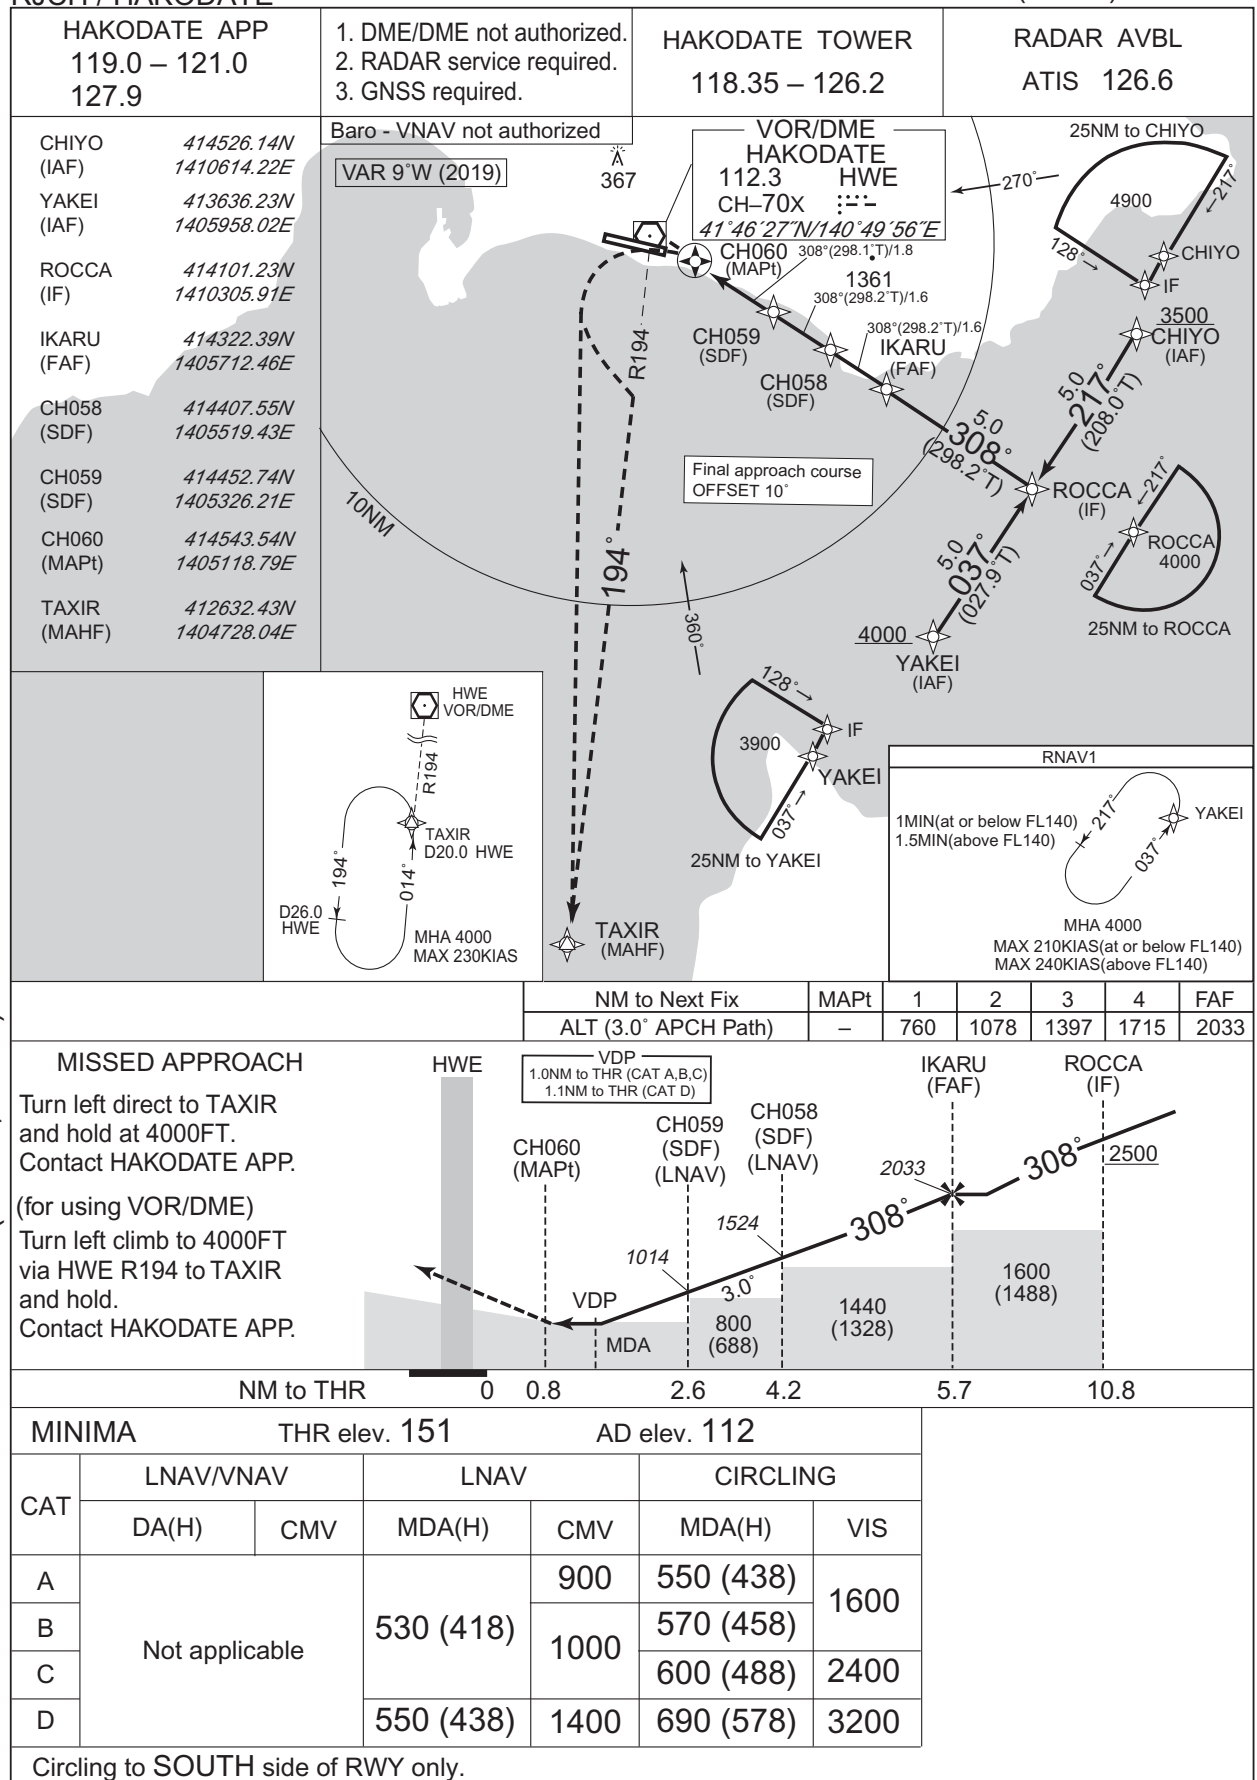 HAKODATE APP
119.0 – 121.0
127.9
1. DME/DME not authorized.
2. RADAR service required.
3. GNSS required.
HAKODATE TOWER
118.35 – 126.2
RADAR AVBL
ATIS 126.6
CHIYO 414526.14N
(IAF) 1410614.22E
YAKEI 413636.23N
(IAF) 1405958.02E
ROCCA 414101.23N
(IF) 1410305.91E
IKARU 414322.39N
(FAF) 1405712.46E
CH058 414407.55N
(SDF) 1405519.43E
CH059 414452.74N
(SDF) 1405326.21E
CH060 414543.54N
(MAPt) 1405118.79E
TAXIR 412632.43N
(MAHF) 1404728.04E
Baro - VNAV not authorized
VAR 9°W (2019)
367
VOR/DME
HAKODATE
112.3 HWE
CH–70X
41°46´27˝N/140°49´56˝E
270°
25NM to CHIYO
4900
217°
128°
CHIYO
IF
3500
CHIYO
(IAF)
CH060
(MAPt)
308°(298.1°T)/1.8
1361
308°(298.2°T)/1.6
308°(298.2°T)/1.6
CH059
(SDF)
CH058
(SDF)
IKARU
(FAF)
R194
5.0
217°
(208.0°T)
5.0
308°
(298.2°T)
Final approach course
OFFSET 10°
ROCCA
(IF)
10NM
194°
217°
ROCCA
4000
037°
25NM to ROCCA
5.0
037°
(027.9°T)
360°
4000
YAKEI
(IAF)
128°
IF
3900
YAKEI
037°
25NM to YAKEI
HWE
VOR/DME
R194
TAXIR
D20.0 HWE
194°
014°
D26.0
HWE
MHA 4000
MAX 230KIAS
TAXIR
(MAHF)
RNAV1
1MIN(at or below FL140)
1.5MIN(above FL140)
217°
037°
YAKEI
MHA 4000
MAX 210KIAS(at or below FL140)
MAX 240KIAS(above FL140)
NM to Next Fix MAPt 1 2 3 4 FAF
ALT (3.0° APCH Path) – 760 1078 1397 1715 2033
MISSED APPROACH
Turn left direct to TAXIR
and hold at 4000FT.
Contact HAKODATE APP.
(for using VOR/DME)
Turn left climb to 4000FT
via HWE R194 to TAXIR
and hold.
Contact HAKODATE APP.
HWE
VDP
1.0NM to THR (CAT A,B,C)
1.1NM to THR (CAT D)
IKARU
(FAF)
ROCCA
(IF)
CH060
(MAPt)
CH059
(SDF)
(LNAV)
CH058
(SDF)
(LNAV)
2033
308°
2500
308°
1524
1014
3.0°
VDP
MDA
800
(688)
1440
(1328)
1600
(1488)
NM to THR 0 0.8 2.6 4.2 5.7 10.8
MINIMA THR elev. 151 AD elev. 112
CAT LNAV/VNAV LNAV CIRCLING
DA(H) CMV MDA(H) CMV MDA(H) VIS
A 900 550 (438)
1600
B Not applicable 530 (418) 1000 570 (458)
C 600 (488) 2400
D 550 (438) 1400 690 (578) 3200
Circling to SOUTH side of RWY only.